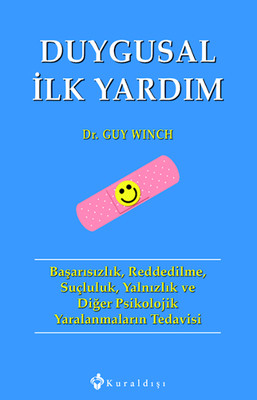 DUYGUSAL
İLK YARDIM
Dr. GUY WINCH
Başarısızlık, Reddedilme,
Suçluluk, Yalnızlık ve
Diğer Psikolojik
Yaralanmaların Tedavisi
Kuraldışı